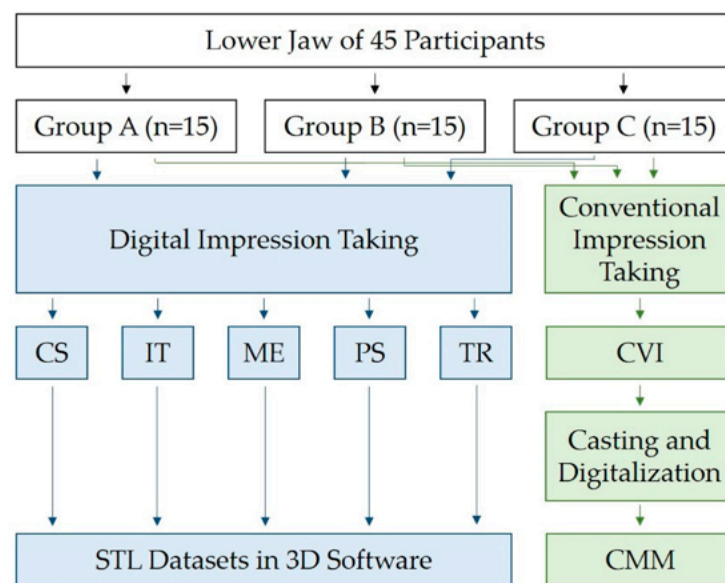 Lower Jaw of 45 Participants
Group A (n=15)
Group B (n=15)
Group C (n=15)
Digital Impression Taking
Conventional
Impression
Taking
CS
IT
ME
PS
TR
CVI
Casting and
Digitalization
STL Datasets in 3D Software
CMM